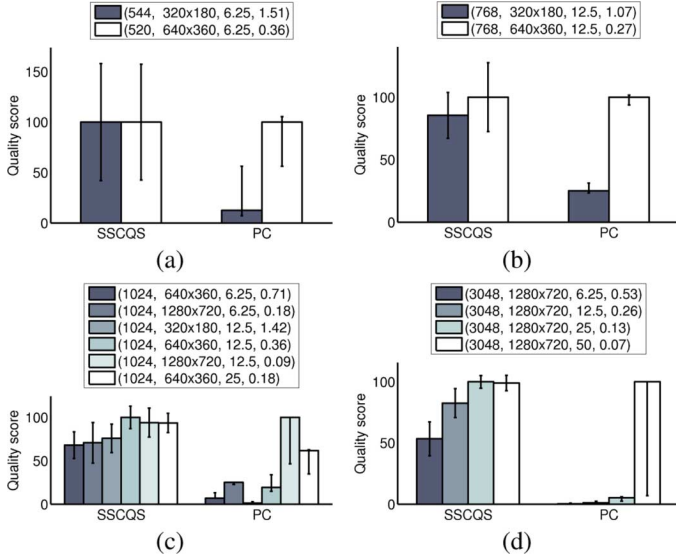 (544, 320x180, 6.25, 1.51)
(520, 640x360, 6.25, 0.36)
Quality score
150
100
50
0
SSCQS PC
(a)
(768, 320x180, 12.5, 1.07)
(768, 640x360, 12.5, 0.27)
Quality score
100
50
0
SSCQS PC
(b)
(1024, 640x360, 6.25, 0.71)
(1024, 1280x720, 6.25, 0.18)
(1024, 320x180, 12.5, 1.42)
(1024, 640x360, 12.5, 0.36)
(1024, 1280x720, 12.5, 0.09)
(1024, 640x360, 25, 0.18)
Quality score
100
50
0
SSCQS PC
(c)
(3048, 1280x720, 6.25, 0.53)
(3048, 1280x720, 12.5, 0.26)
(3048, 1280x720, 25, 0.13)
(3048, 1280x720, 50, 0.07)
Quality score
100
50
0
SSCQS PC
(d)